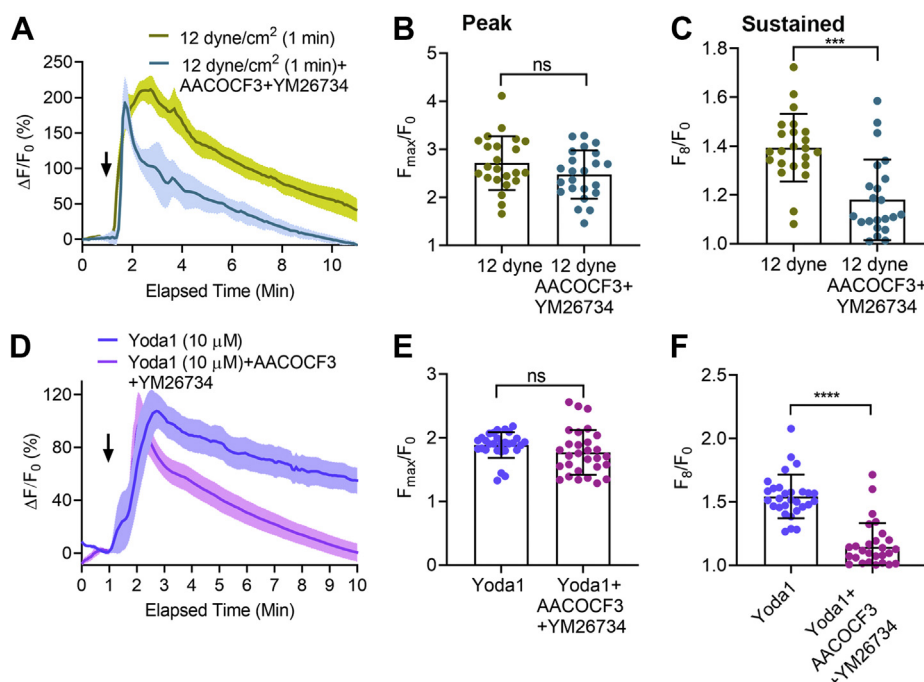 A
12 dyne/cm² (1 min)
12 dyne/cm² (1 min)+
AACOCF3+YM26734
ΔF/F₀ (%)
250
200
150
100
50
0
0 2 4 6 8 10
Elapsed Time (Min)
B
Peak
ns
Fmax/F₀
5
4
3
2
1
12 dyne
12 dyne
AACOCF3+
YM26734
C
Sustained
***
F₈/F₀
1.8
1.6
1.4
1.2
1.0
12 dyne
12 dyne
AACOCF3+
YM26734
D
Yoda1 (10 μM)
Yoda1 (10 μM)+AACOCF3
+YM26734
ΔF/F₀ (%)
120
80
40
0
0 1 2 3 4 5 6 7 8 9 10
Elapsed Time (Min)
E
ns
Fmax/F₀
3
2
1
0
Yoda1
Yoda1+
AACOCF3
+YM26734
F
****
F₈/F₀
2.5
2.0
1.5
1.0
Yoda1
Yoda1+
AACOCF3
+YM26734